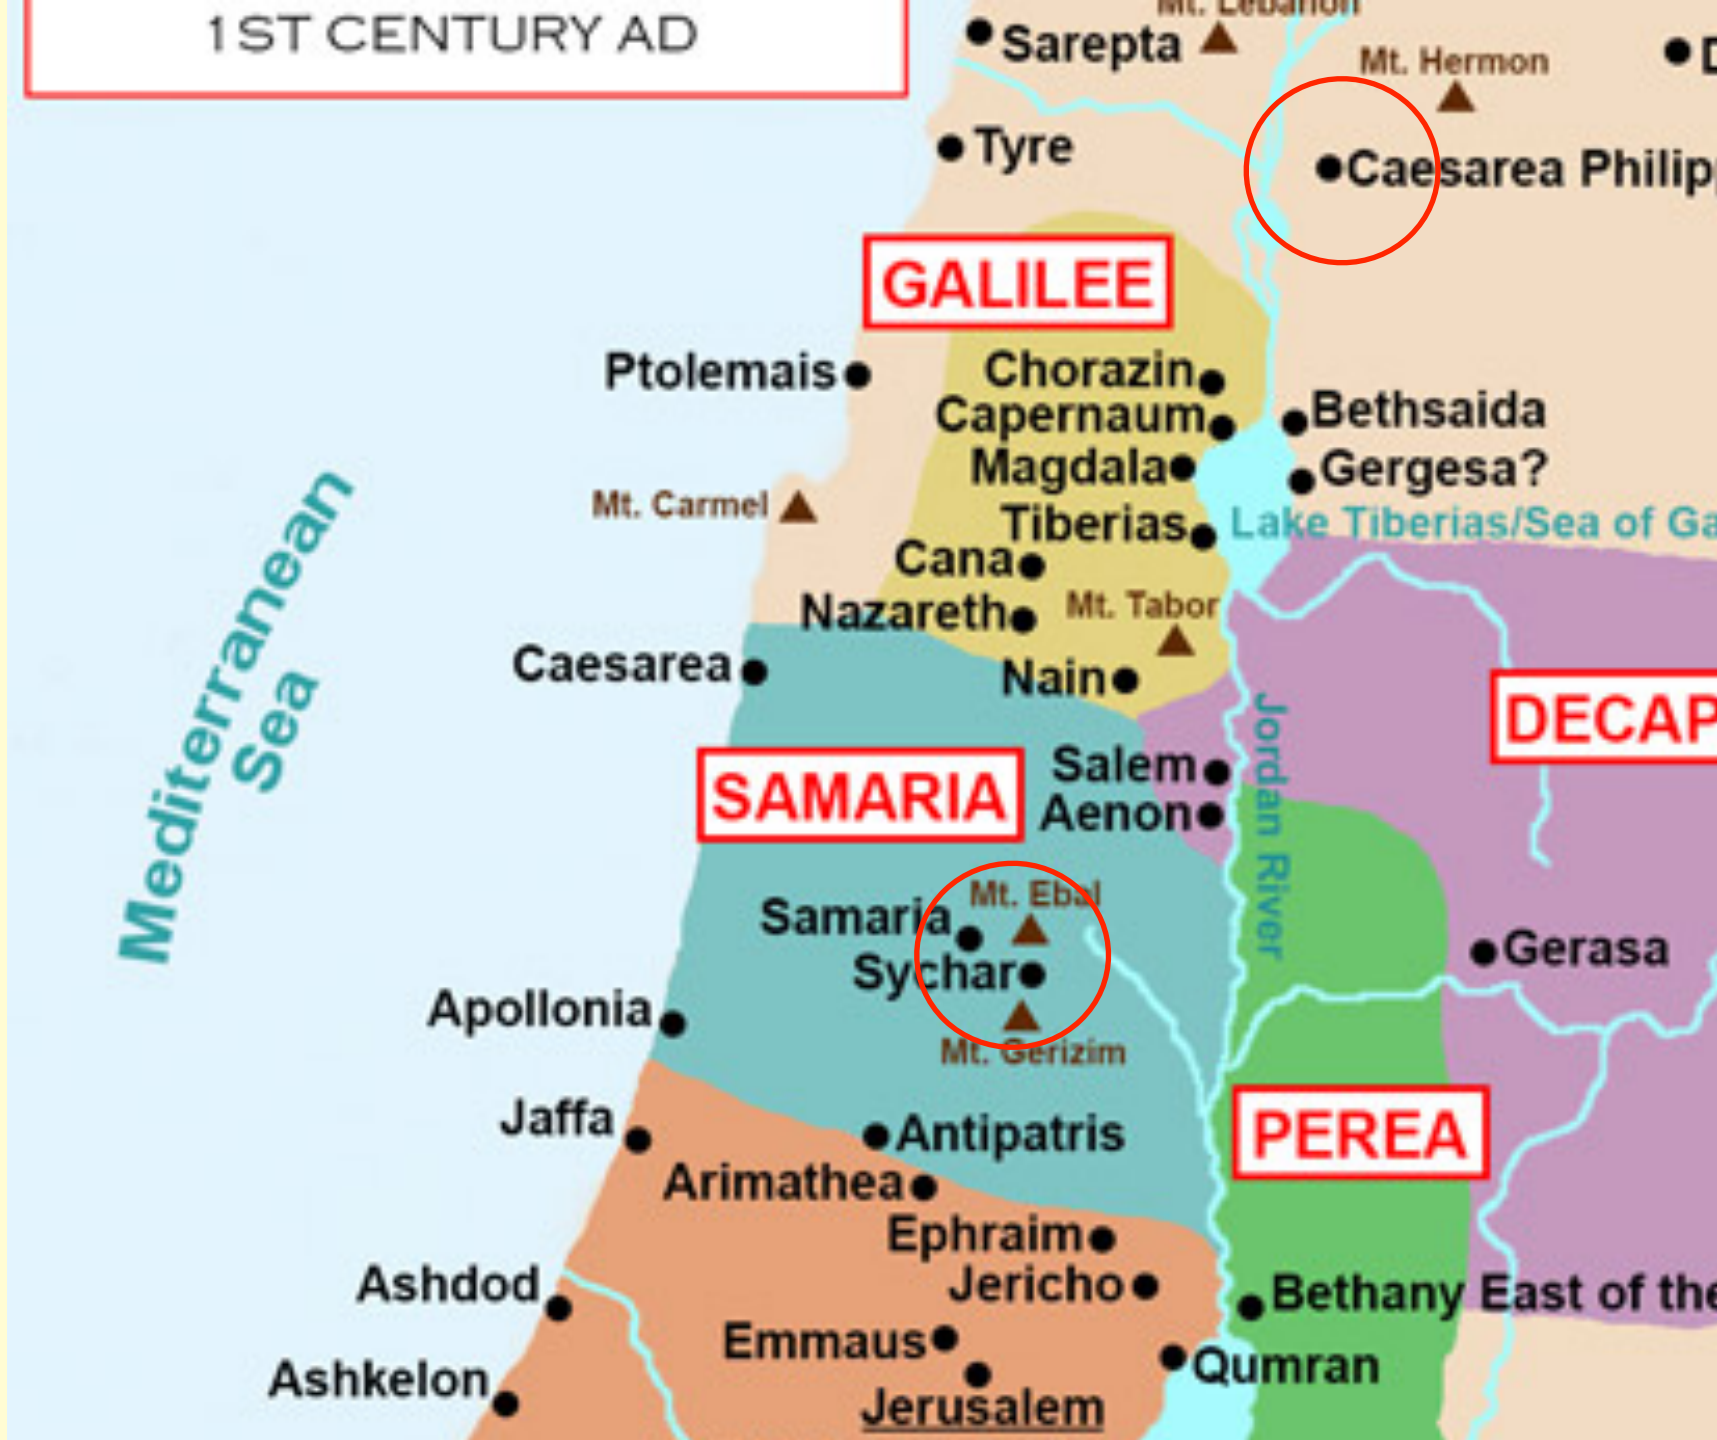 1ST CENTURY AD
Mt. Lebanon
Sarepta
Mt. Hermon
Tyre
Caesarea Philip
GALILEE
Ptolemais
Chorazin
Capernaum
Bethsaida
Magdala
Gergesa?
Mt. Carmel
Tiberias
Lake Tiberias/Sea of Ga
Cana
Nazareth
Mt. Tabor
Caesarea
Nain
Mediterranean
Sea
Jordan River
DECAP
Salem
SAMARIA
Aenon
Mt. Ebal
Samaria
Sychar
Gerasa
Apollonia
Mt. Gerizim
Jaffa
Antipatris
PEREA
Arimathea
Ephraim
Jericho
Ashdod
Bethany East of the
Emmaus
Qumran
Ashkelon
Jerusalem